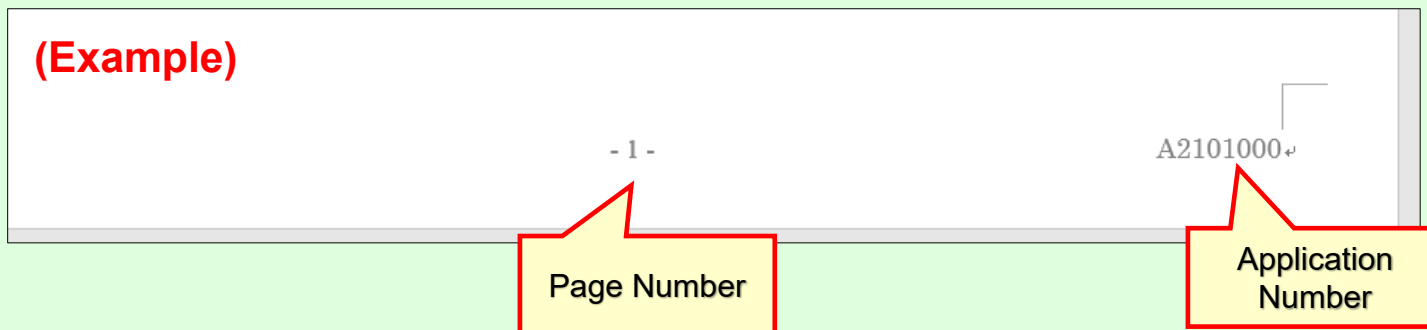 (Example)
- 1 -
A2101000↵
Page Number
Application
Number